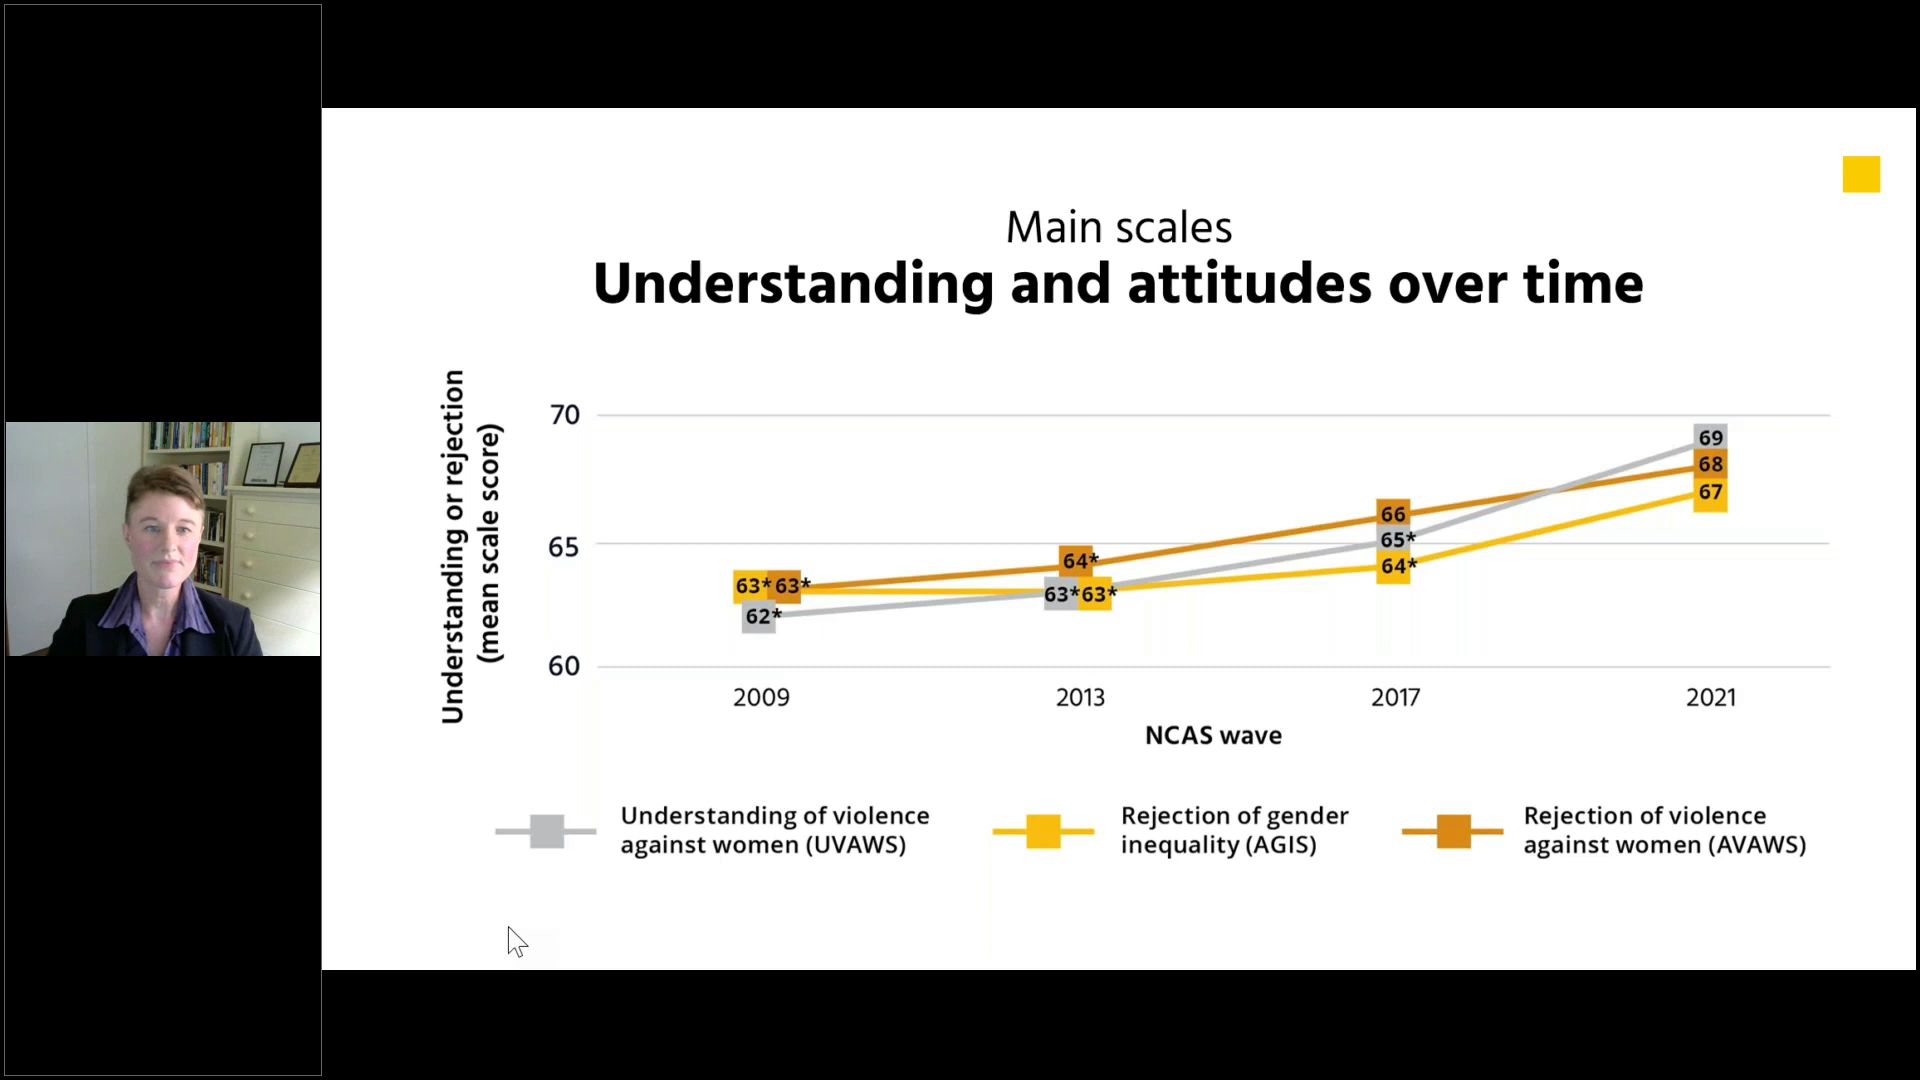 Main scales
Understanding and attitudes over time
Understanding or rejection
(mean scale score)
70
65
60
63* 63*
62*
64*
63* 63*
66
65*
64*
69
68
67
2009 2013 2017 2021
NCAS wave
Understanding of violence
against women (UVAWS)
Rejection of gender
inequality (AGIS)
Rejection of violence
against women (AVAWS)